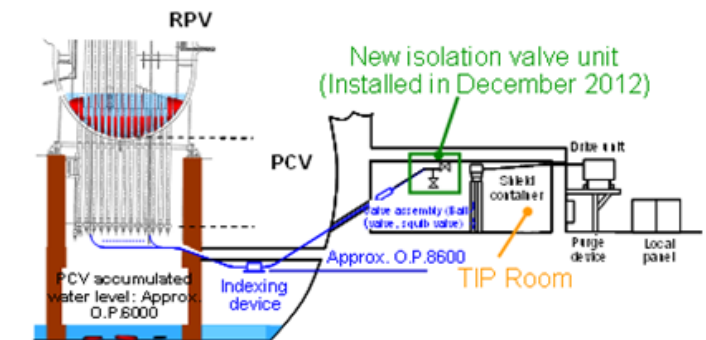 RPV
New isolation valve unit
(Installed in December 2012)
PCV
Drive unit
Shield
container
Valve assembly (Ball
valve, squib valve)
Approx. O.P.8600
TIP Room
Purge
device
Local
panel
Indexing
device
PCV accumulated
water level: Approx.
O.P.6000